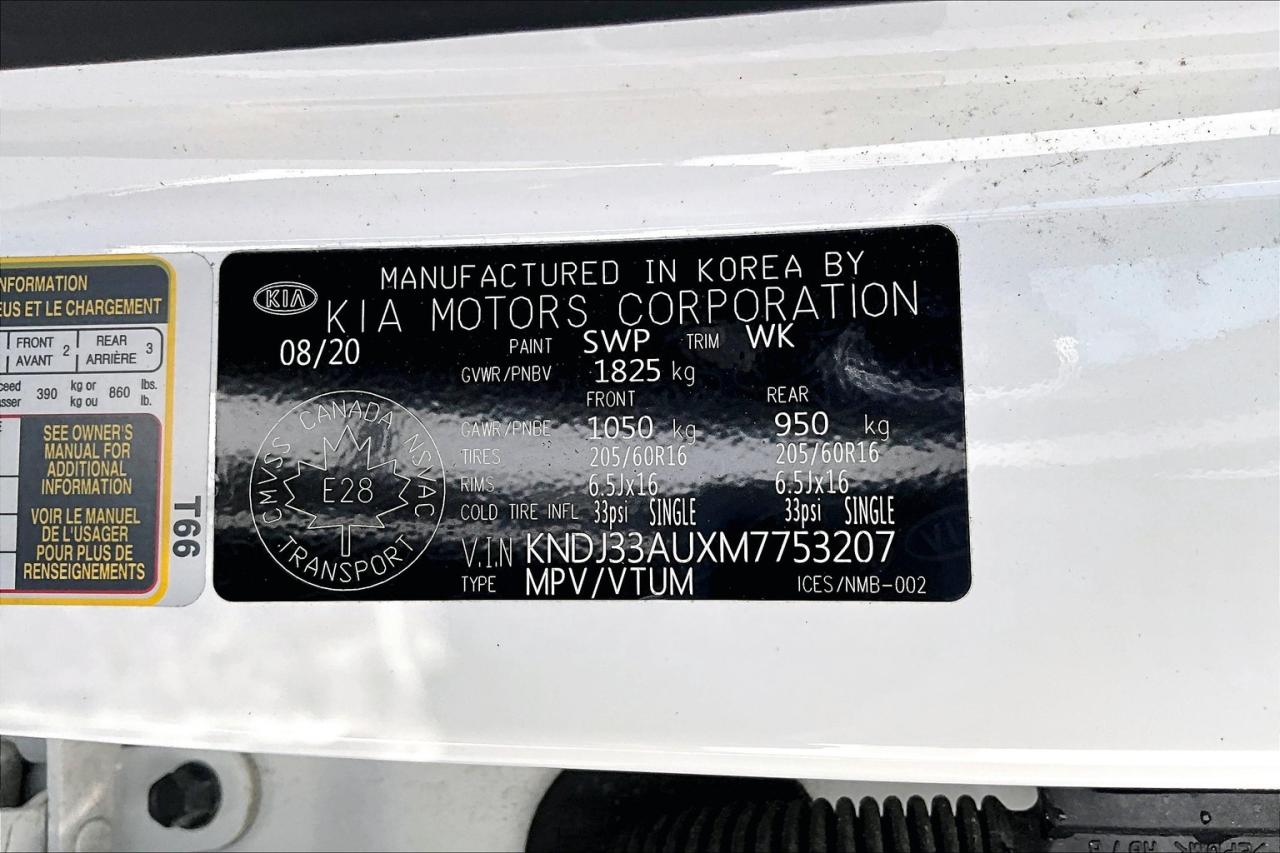 NFORMATION
EUS ET LE CHARGEMENT
FRONT AVANT 2 REAR ARRIÈRE 3
390 kg or kg ou 860 lbs. lb.
SEE OWNER'S
MANUAL FOR
ADDITIONAL
INFORMATION
VOIR LE MANUEL
DE L'USAGER
POUR PLUS DE
RENSEIGNEMENTS
T66
KIA
MANUFACTURED IN KOREA BY
KIA MOTORS CORPORATION
08/20 PAINT SWP TRIM WK
GVWR/PNBV 1825 kg
FRONT REAR
GAWR/PNBE 1050 kg 950 kg
TIRES 205/60R16 205/60R16
RIMS 6.5Jx16 6.5Jx16
COLD TIRE INFL 33psi SINGLE 33psi SINGLE
V.I.N KNDJ33AUXM7753207
TYPE MPV/VTUM ICES/NMB-002
CANADA NSVAC
E28
TRANSPORT
CMVSS